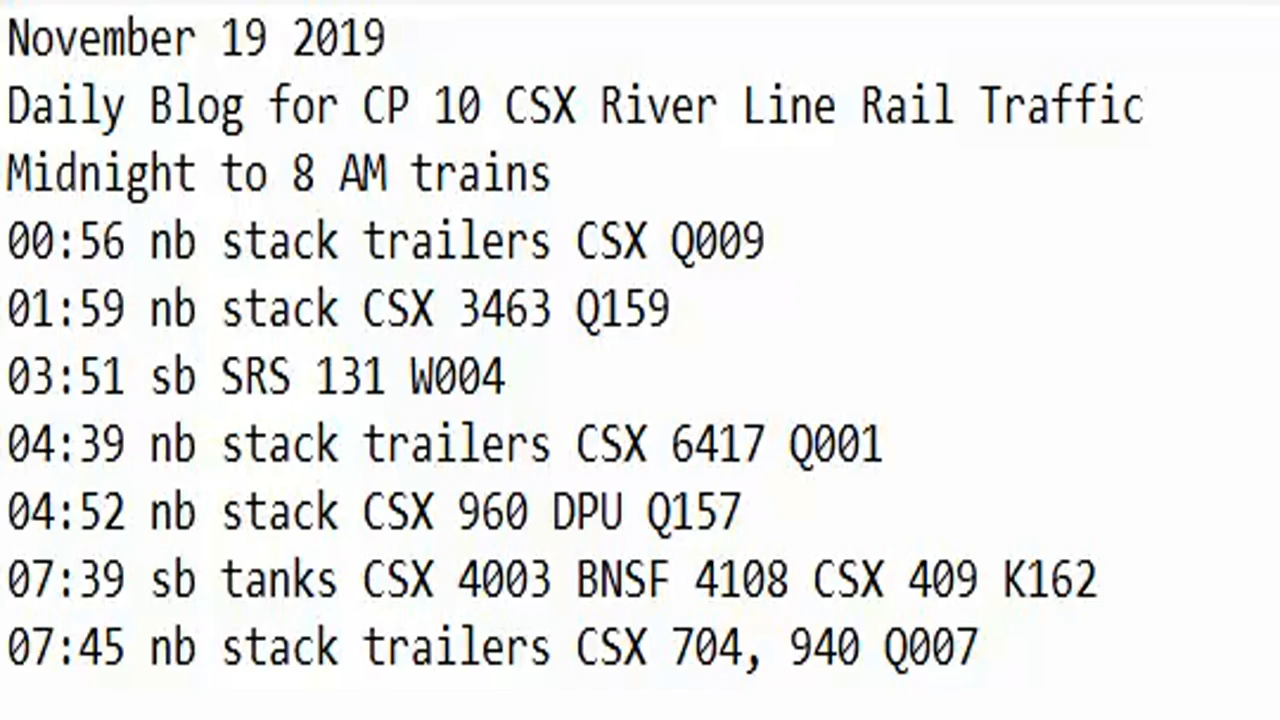 November 19 2019
Daily Blog for CP 10 CSX River Line Rail Traffic
Midnight to 8 AM trains
00:56 nb stack trailers CSX Q009
01:59 nb stack CSX 3463 Q159
03:51 sb SRS 131 W004
04:39 nb stack trailers CSX 6417 Q001
04:52 nb stack CSX 960 DPU Q157
07:39 sb tanks CSX 4003 BNSF 4108 CSX 409 K162
07:45 nb stack trailers CSX 704, 940 Q007